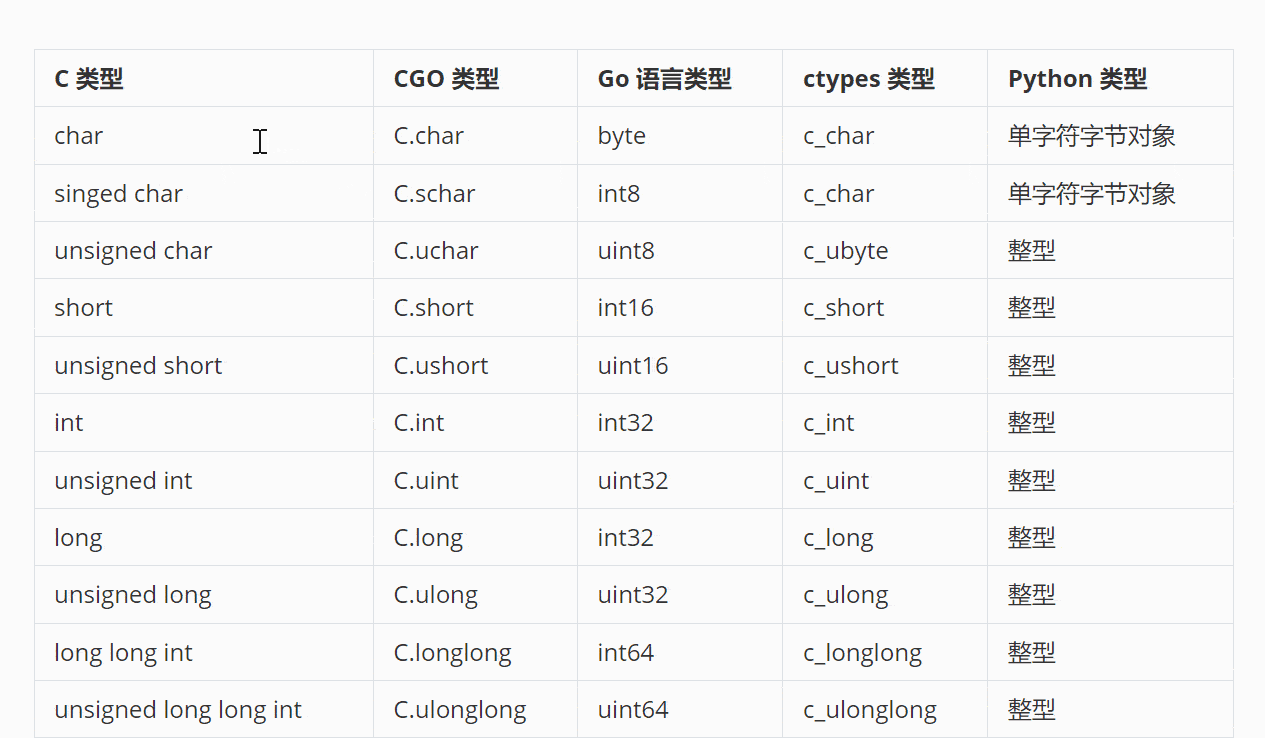 C 类型 CGO 类型 Go 语言类型 ctypes 类型 Python 类型
char C.char byte c_char 单字符字节对象
singed char C.schar int8 c_char 单字符字节对象
unsigned char C.uchar uint8 c_ubyte 整型
short C.short int16 c_short 整型
unsigned short C.ushort uint16 c_ushort 整型
int C.int int32 c_int 整型
unsigned int C.uint uint32 c_uint 整型
long C.long int32 c_long 整型
unsigned long C.ulong uint32 c_ulong 整型
long long int C.longlong int64 c_longlong 整型
unsigned long long int C.ulonglong uint64 c_ulonglong 整型